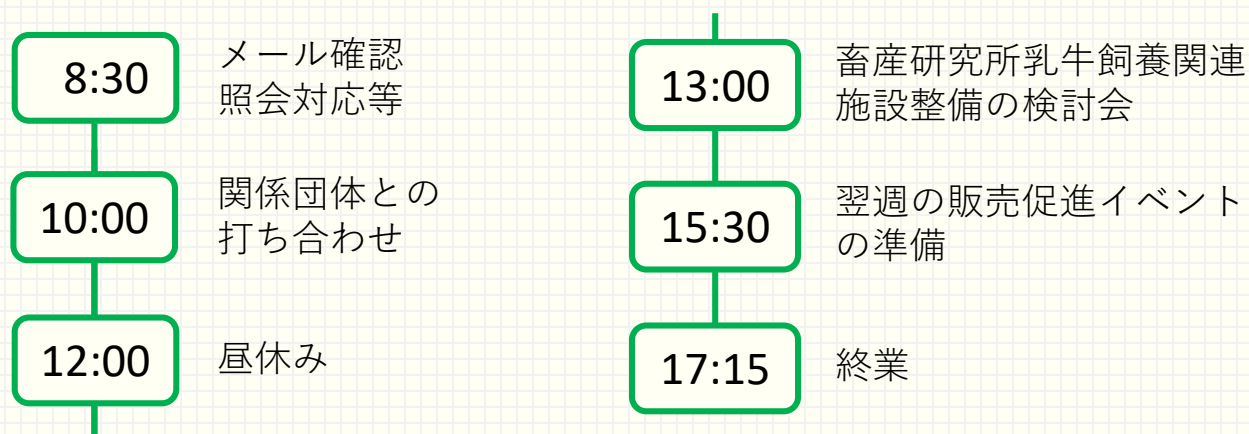 8:30
メール確認
照会対応等
10:00
関係団体との
打ち合わせ
12:00
昼休み
13:00
畜産研究所乳牛飼養関連
施設整備の検討会
15:30
翌週の販売促進イベント
の準備
17:15
終業